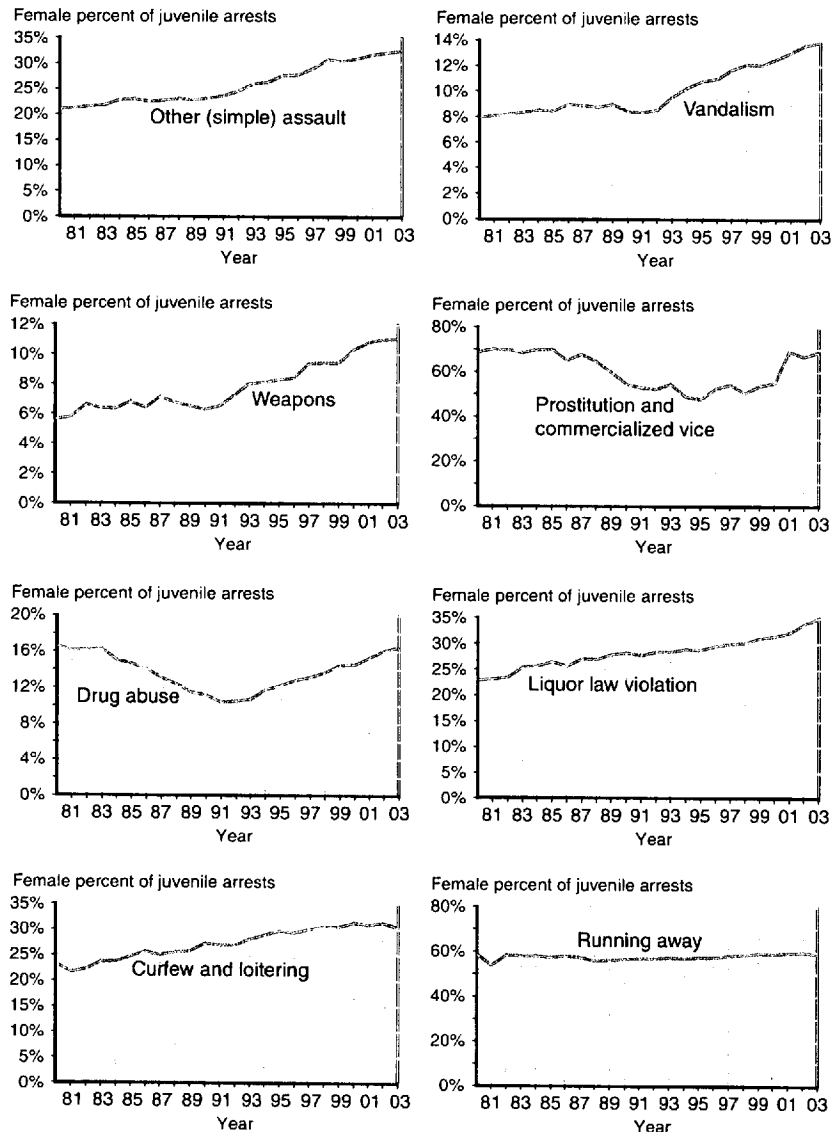 Female percent of juvenile arrests
35%
30%
25%
20%
15%
10%
5%
0%
Other (simple) assault
81 83 85 87 89 91 93 95 97 99 01 03
Year
Female percent of juvenile arrests
14%
12%
10%
8%
6%
4%
2%
0%
Vandalism
81 83 85 87 89 91 93 95 97 99 01 03
Year
Female percent of juvenile arrests
12%
10%
8%
6%
4%
2%
0%
Weapons
81 83 85 87 89 91 93 95 97 99 01 03
Year
Female percent of juvenile arrests
80%
60%
40%
20%
0%
Prostitution and
commercialized vice
81 83 85 87 89 91 93 95 97 99 01 03
Year
Female percent of juvenile arrests
20%
16%
12%
8%
4%
0%
Drug abuse
81 83 85 87 89 91 93 95 97 99 01 03
Year
Female percent of juvenile arrests
35%
30%
25%
20%
15%
10%
5%
0%
Liquor law violation
81 83 85 87 89 91 93 95 97 99 01 03
Year
Female percent of juvenile arrests
35%
30%
25%
20%
15%
10%
5%
0%
Curfew and loitering
81 83 85 87 89 91 93 95 97 99 01 03
Year
Female percent of juvenile arrests
80%
60%
40%
20%
0%
Running away
81 83 85 87 89 91 93 95 97 99 01 03
Year